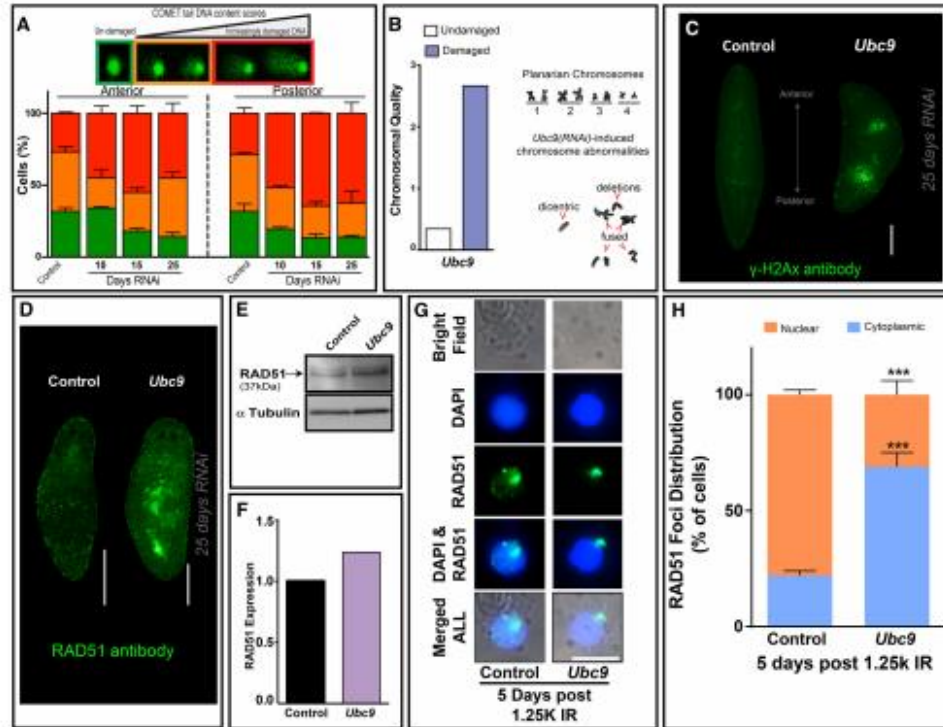 A
COMET tail DNA content scores
Un-damaged
Increasingly damaged DNA
Anterior
Posterior
100
50
0
Cells (%)
Control
10
15
25
Days RNAi
Control
10
15
25
Days RNAi
B
Undamaged
Damaged
3
2
1
0
Chromosomal Quality
Ubc9
Planarian Chromosomes
1 2 3 4
Ubc9(RNAi)-induced
chromosome abnormalities
deletions
dicentric
fused
C
Control
Ubc9
Anterior
Posterior
25 days RNAi
γ-H2Ax antibody
D
Control
Ubc9
25 days RNAi
RAD51 antibody
E
Control
Ubc9
RAD51
(37kDa)
α Tubulin
F
1.5
1.0
0.5
0.0
RAD51 Expression
Control
Ubc9
G
Bright
Field
DAPI
RAD51
DAPI &
RAD51
Merged
ALL
Control
Ubc9
5 Days post
1.25K IR
H
Nuclear
Cytoplasmic
100
50
0
RAD51 Foci Distribution
(% of cells)
***
***
Control
Ubc9
5 days post 1.25k IR